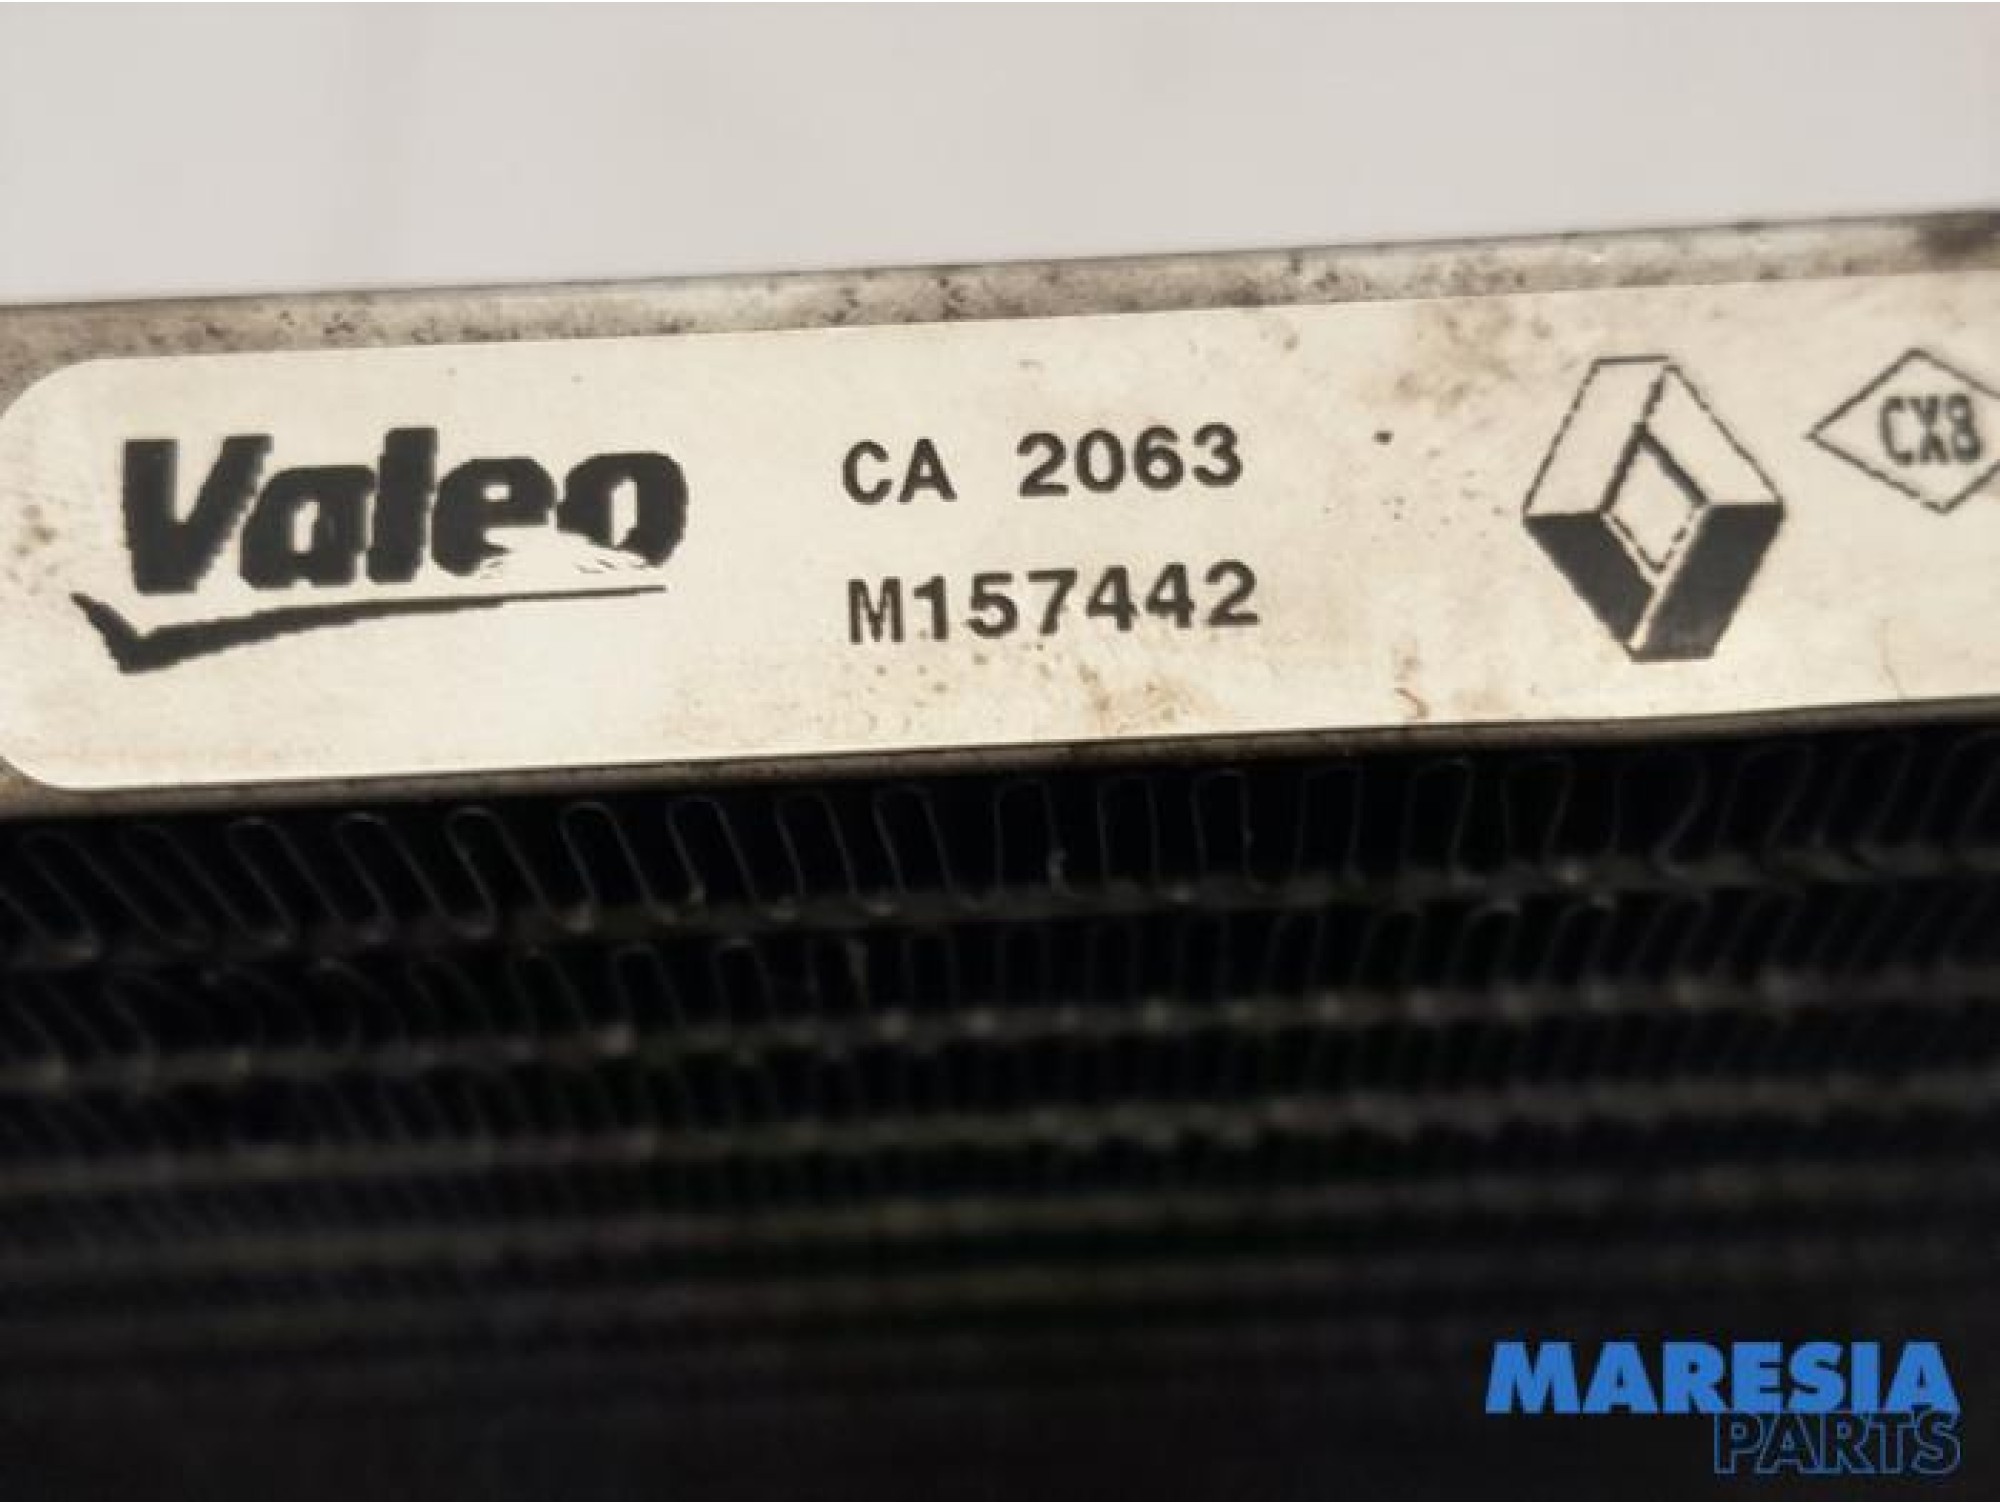 Valeo
CA 2063
M157442
CX8
MARESIA
PARTS